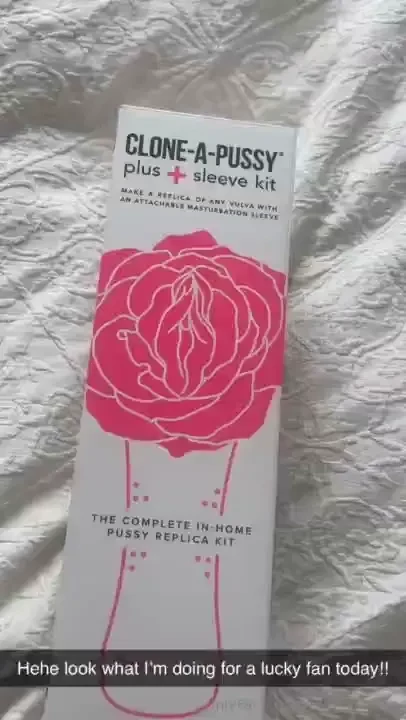 CLONE-A-PUSSY®
plus + sleeve kit
MAKE A REPLICA OF ANY VULVA WITH
AN ATTACHABLE MASTURBATION SLEEVE
THE COMPLETE IN-HOME
PUSSY REPLICA KIT
Hehe look what I'm doing for a lucky fan today!!